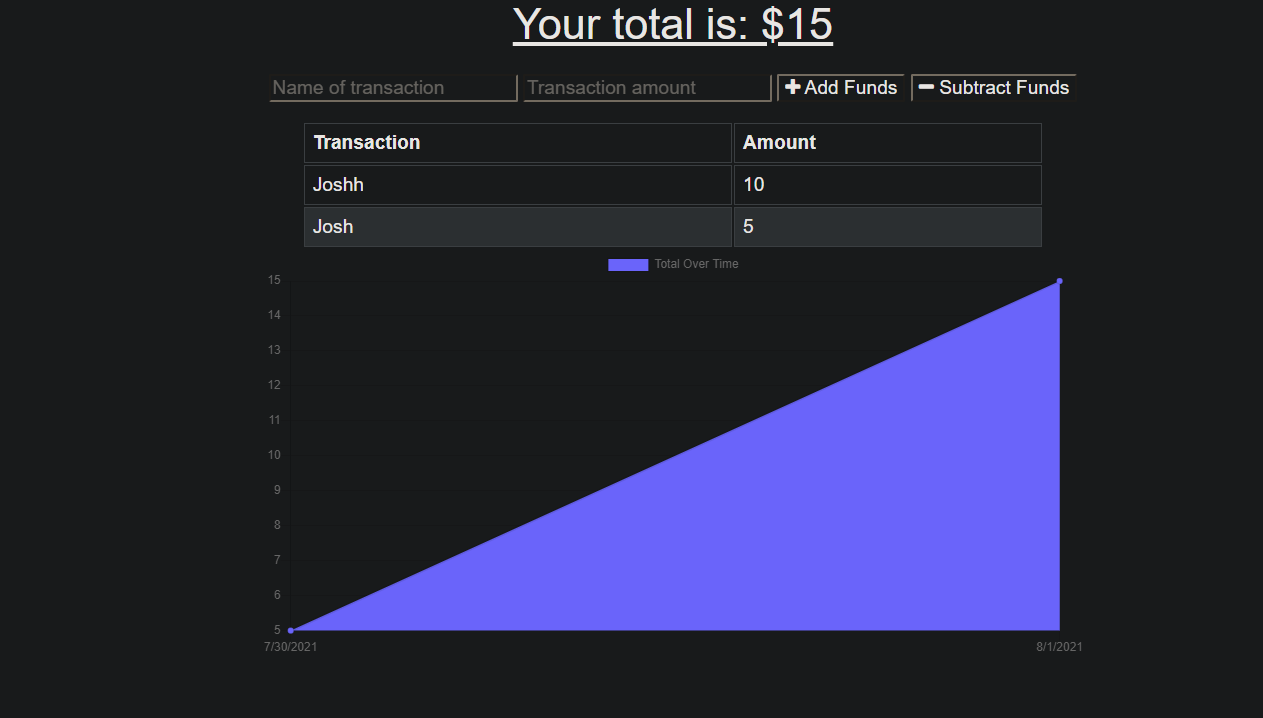 Your total is: $15
Name of transaction Transaction amount Add Funds Subtract Funds
Transaction Amount
Joshh 10
Josh 5
Total Over Time
15
14
13
12
11
10
9
8
7
6
5
7/30/2021 8/1/2021